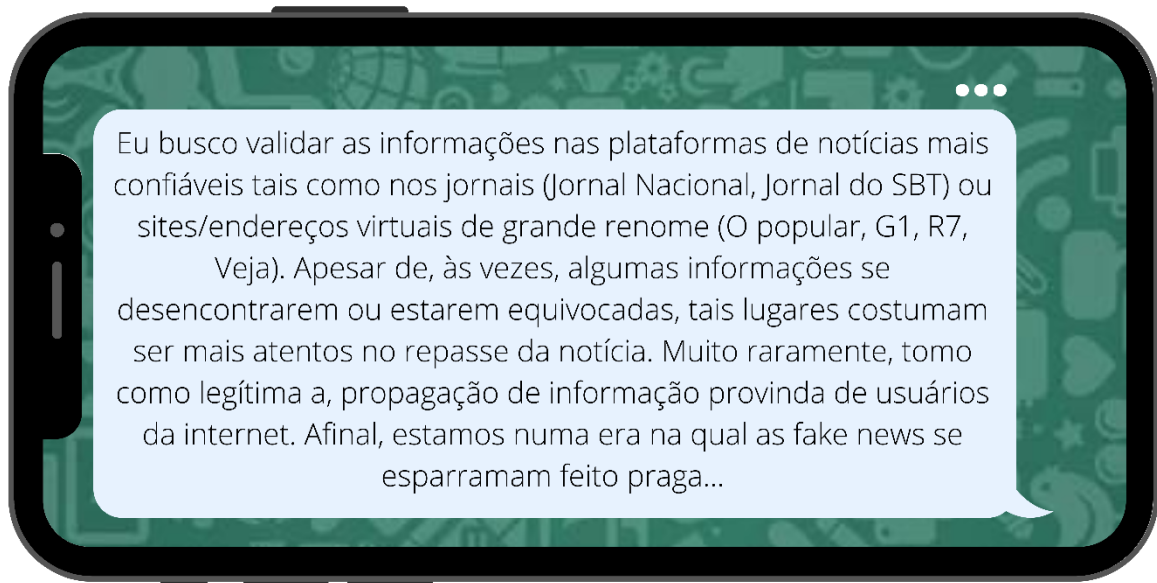 Eu busco validar as informações nas plataformas de notícias mais
confiáveis tais como nos jornais (Jornal Nacional, Jornal do SBT) ou
sites/endereços virtuais de grande renome (O popular, G1, R7,
Veja). Apesar de, às vezes, algumas informações se
desencontrarem ou estarem equivocadas, tais lugares costumam
ser mais atentos no repasse da notícia. Muito raramente, tomo
como legítima a, propagação de informação provinda de usuários
da internet. Afinal, estamos numa era na qual as fake news se
esparramam feito praga...